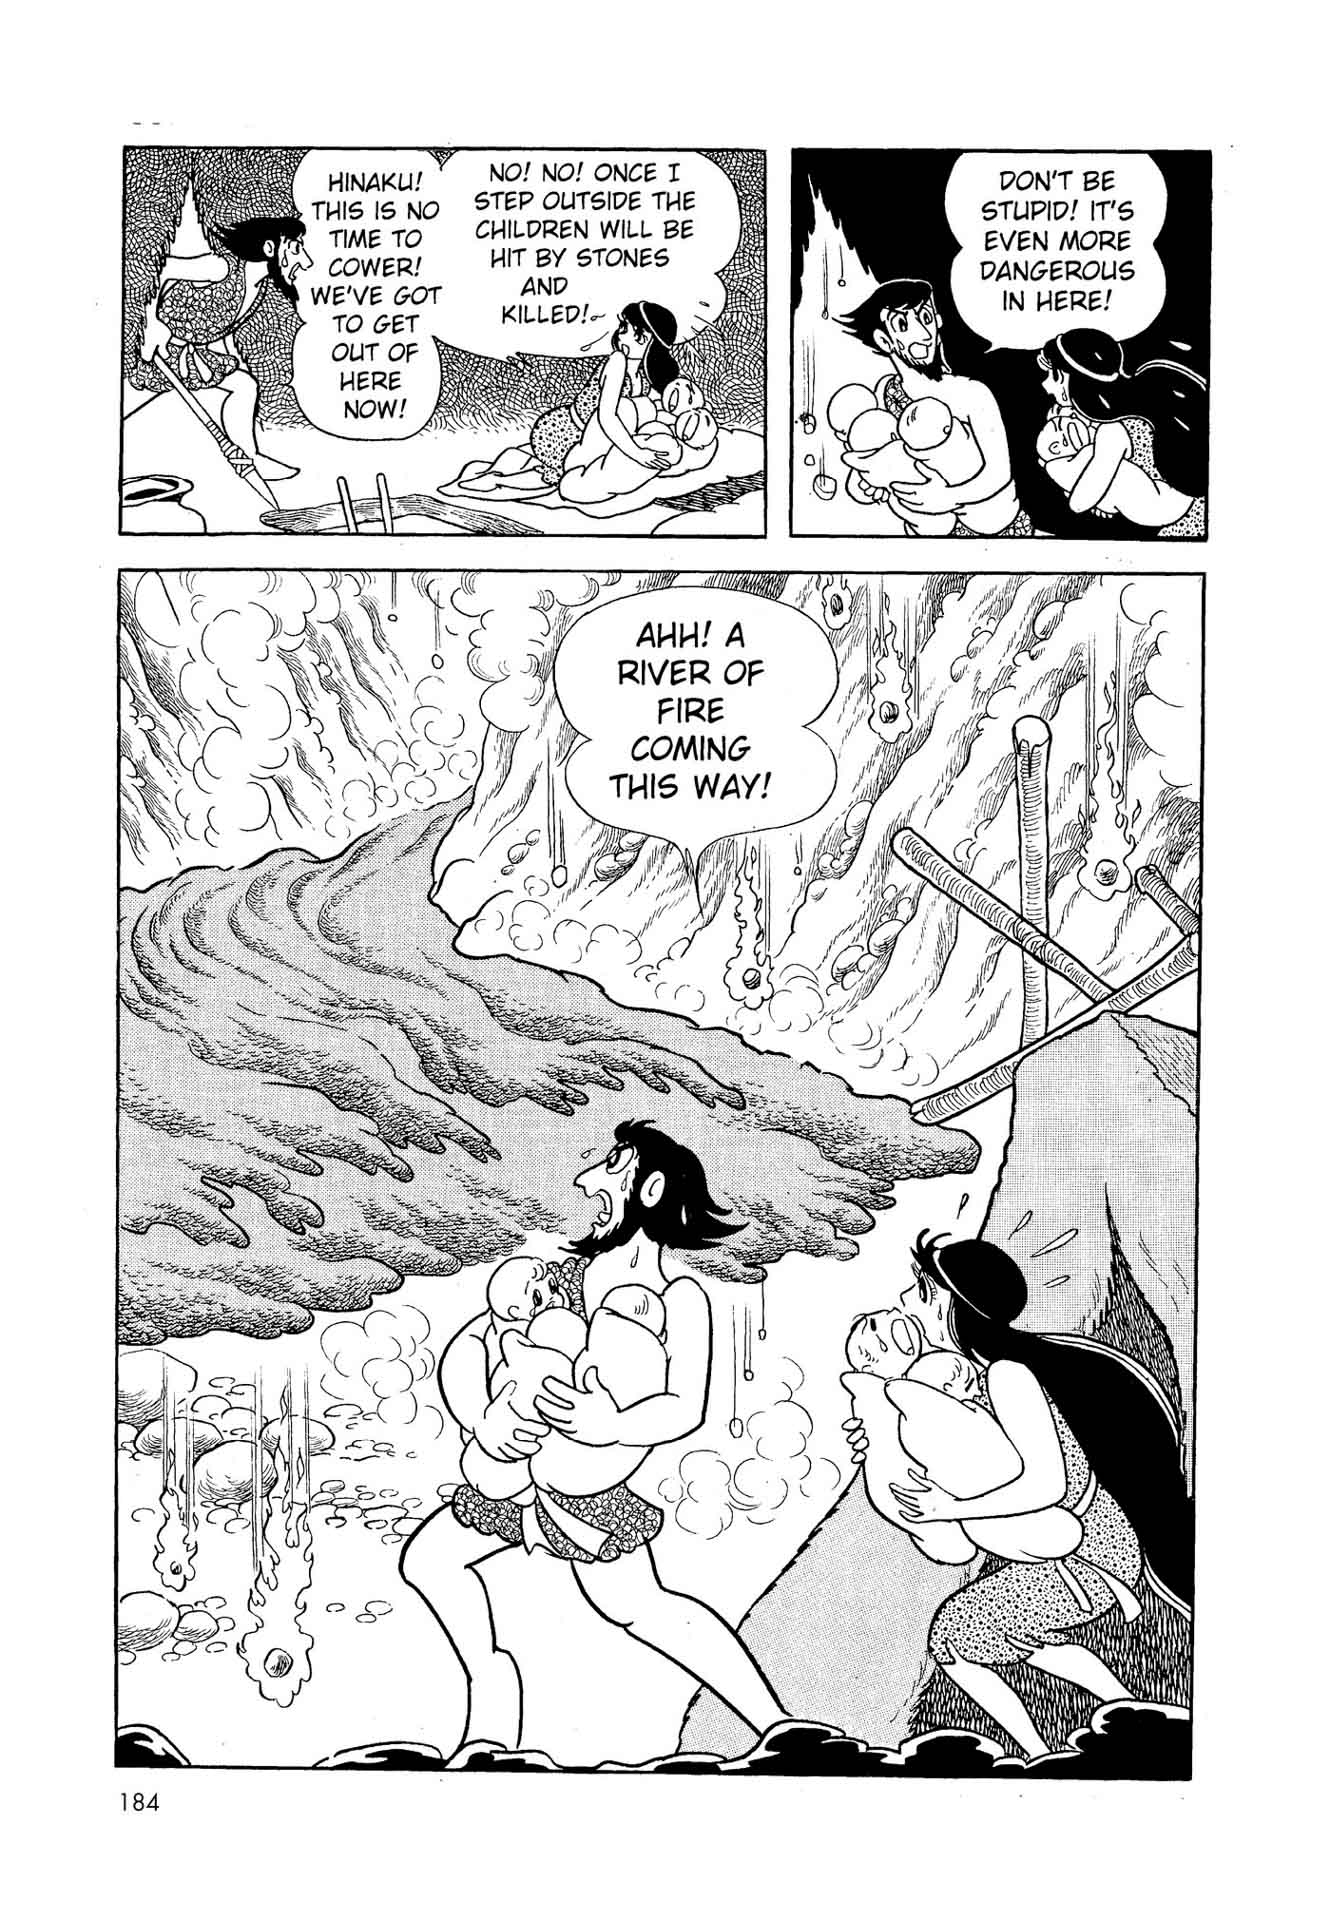 HINAKU!
THIS IS NO
TIME TO
COWER!
WE'VE GOT
TO GET
OUT OF
HERE
NOW!
NO! NO! ONCE I
STEP OUTSIDE THE
CHILDREN WILL BE
HIT BY STONES
AND
KILLED!~
DON'T BE
STUPID! IT'S
EVEN MORE
DANGEROUS
IN HERE!
AHH! A
RIVER OF
FIRE
COMING
THIS WAY!
184